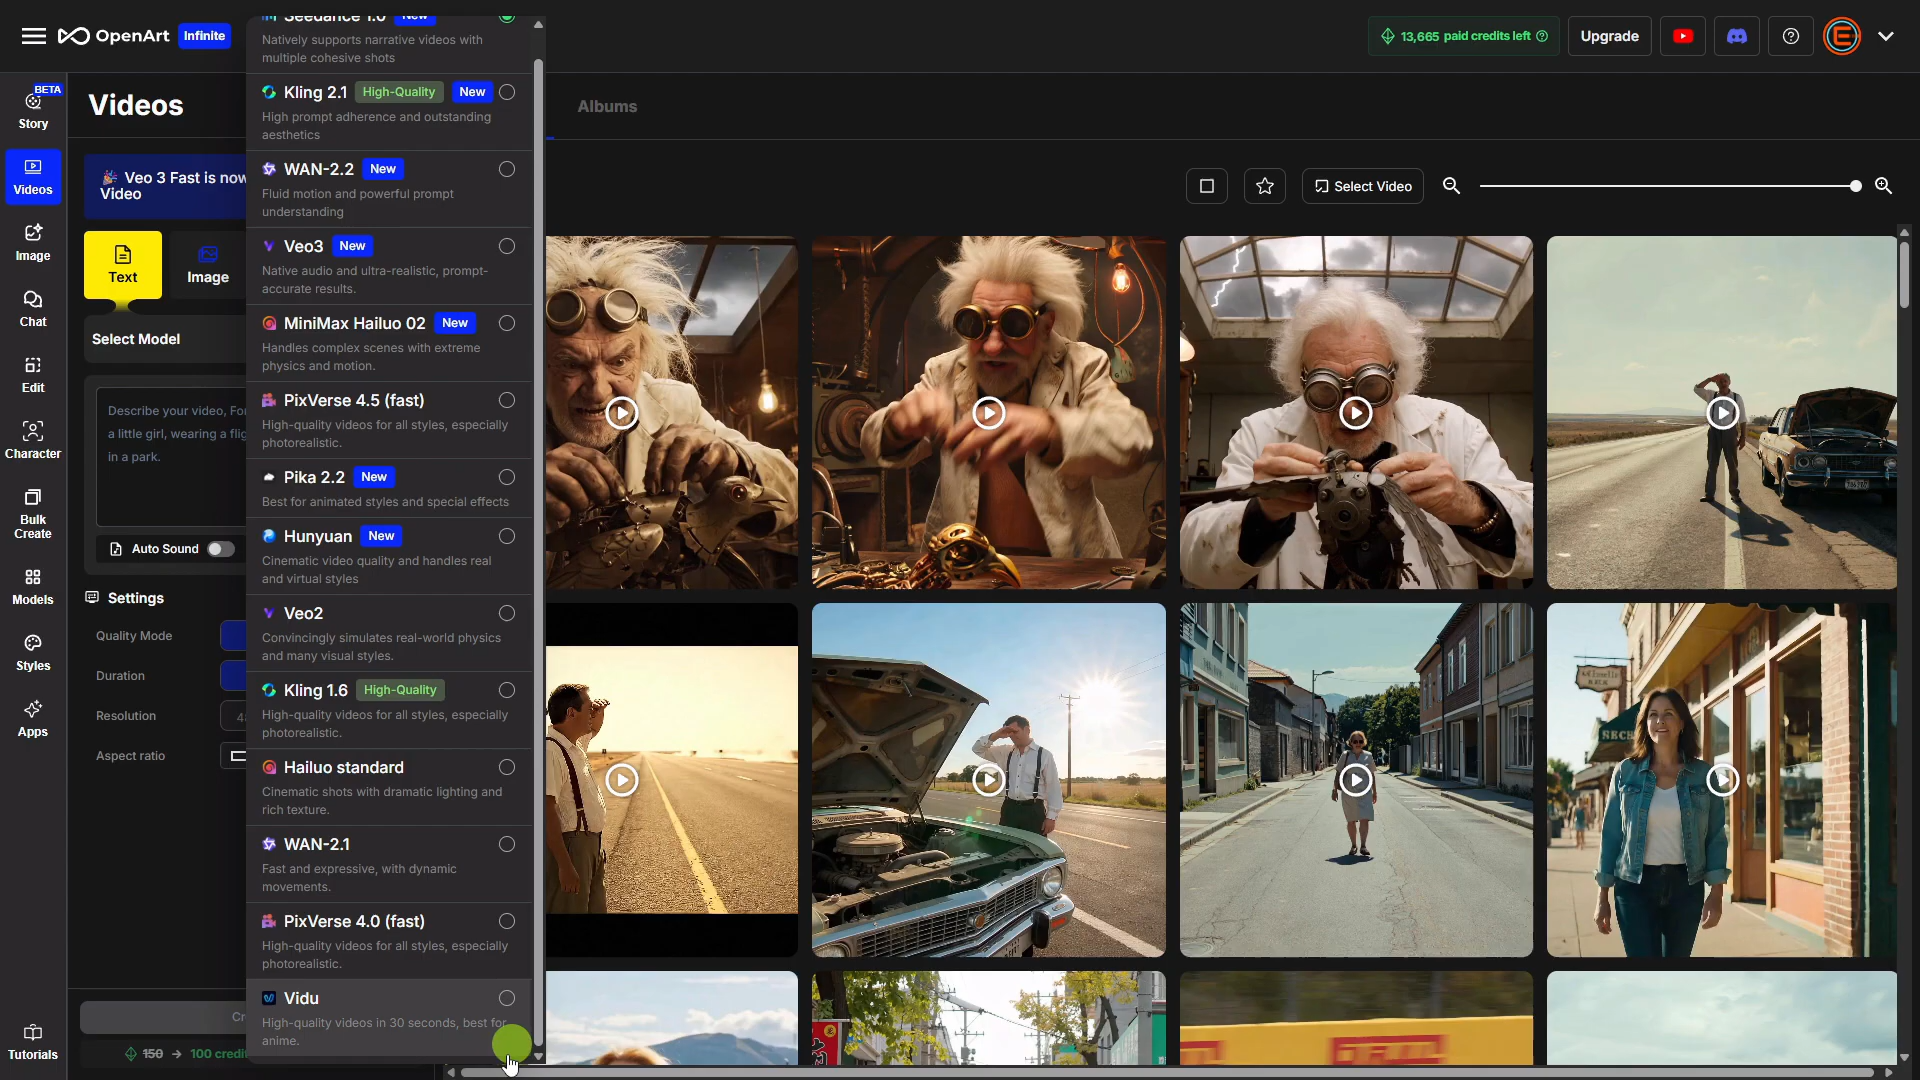 OpenArt Infinite
13,665 paid credits left
Upgrade
BETA
Story
Videos
Image
Chat
Edit
Character
Bulk
Create
Models
Styles
Apps
Tutorials
Videos
Veo 3 Fast is now
Video
Text
Image
Select Model
Describe your video, For
a little girl, wearing a flig
in a park.
Auto Sound
Settings
Quality Mode
Duration
Resolution
Aspect ratio
Cr
150 → 100 credit
Seedance 1.0 New
Natively supports narrative videos with
multiple cohesive shots
Kling 2.1 High-Quality New
High prompt adherence and outstanding
aesthetics
WAN-2.2 New
Fluid motion and powerful prompt
understanding
Veo3 New
Native audio and ultra-realistic, prompt-
accurate results.
MiniMax Hailuo 02 New
Handles complex scenes with extreme
physics and motion.
PixVerse 4.5 (fast)
High-quality videos for all styles, especially
photorealistic.
Pika 2.2 New
Best for animated styles and special effects
Hunyuan New
Cinematic video quality and handles real
and virtual styles
Veo2
Convincingly simulates real-world physics
and many visual styles.
Kling 1.6 High-Quality
High-quality videos for all styles, especially
photorealistic.
Hailuo standard
Cinematic shots with dramatic lighting and
rich texture.
WAN-2.1
Fast and expressive, with dynamic
movements.
PixVerse 4.0 (fast)
High-quality videos for all styles, especially
photorealistic.
Vidu
High-quality videos in 30 seconds, best for
anime.
Albums
Select Video